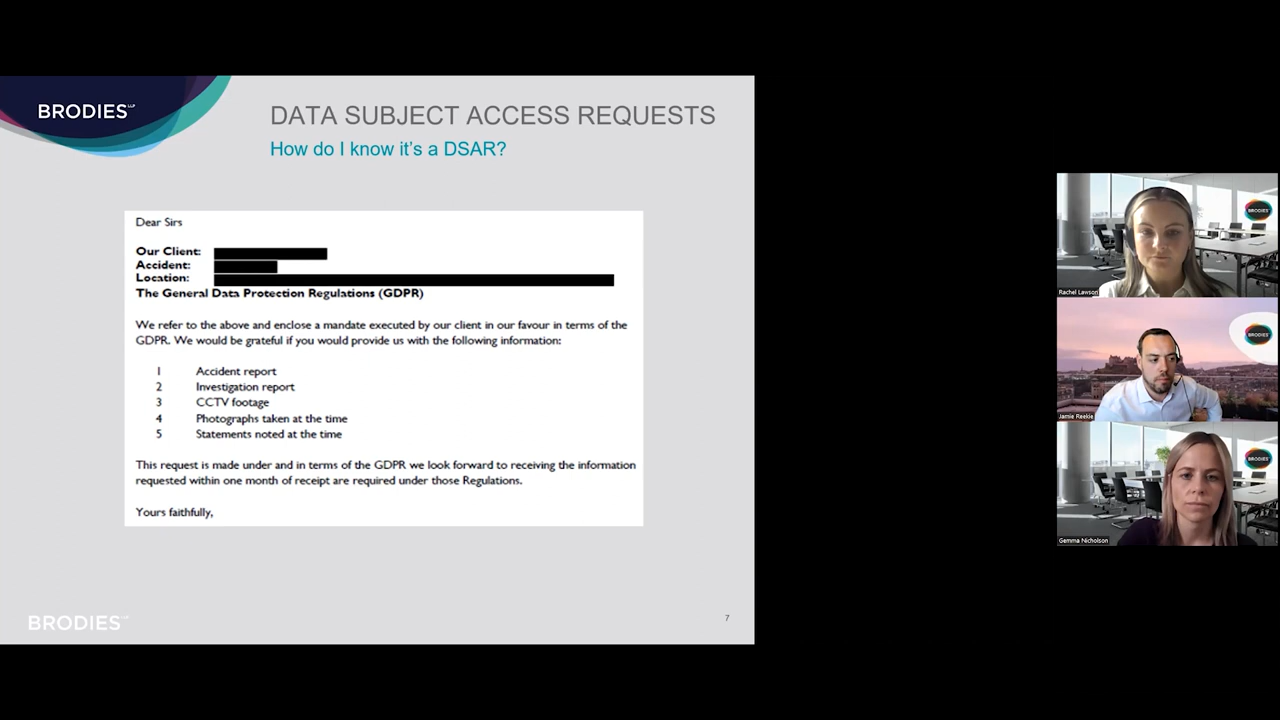 BRODIES LLP
DATA SUBJECT ACCESS REQUESTS
How do I know it's a DSAR?
Dear Sirs
Our Client:
Accident:
Location:
The General Data Protection Regulations (GDPR)
We refer to the above and enclose a mandate executed by our client in our favour in terms of the
GDPR. We would be grateful if you would provide us with the following information:
1 Accident report
2 Investigation report
3 CCTV footage
4 Photographs taken at the time
5 Statements noted at the time
This request is made under and in terms of the GDPR we look forward to receiving the information
requested within one month of receipt are required under those Regulations.
Yours faithfully,
BRODIES LLP
7
BRODIES
Rachel Lawson
BRODIES
Jamie Reekie
BRODIES
Gemma Nicholson